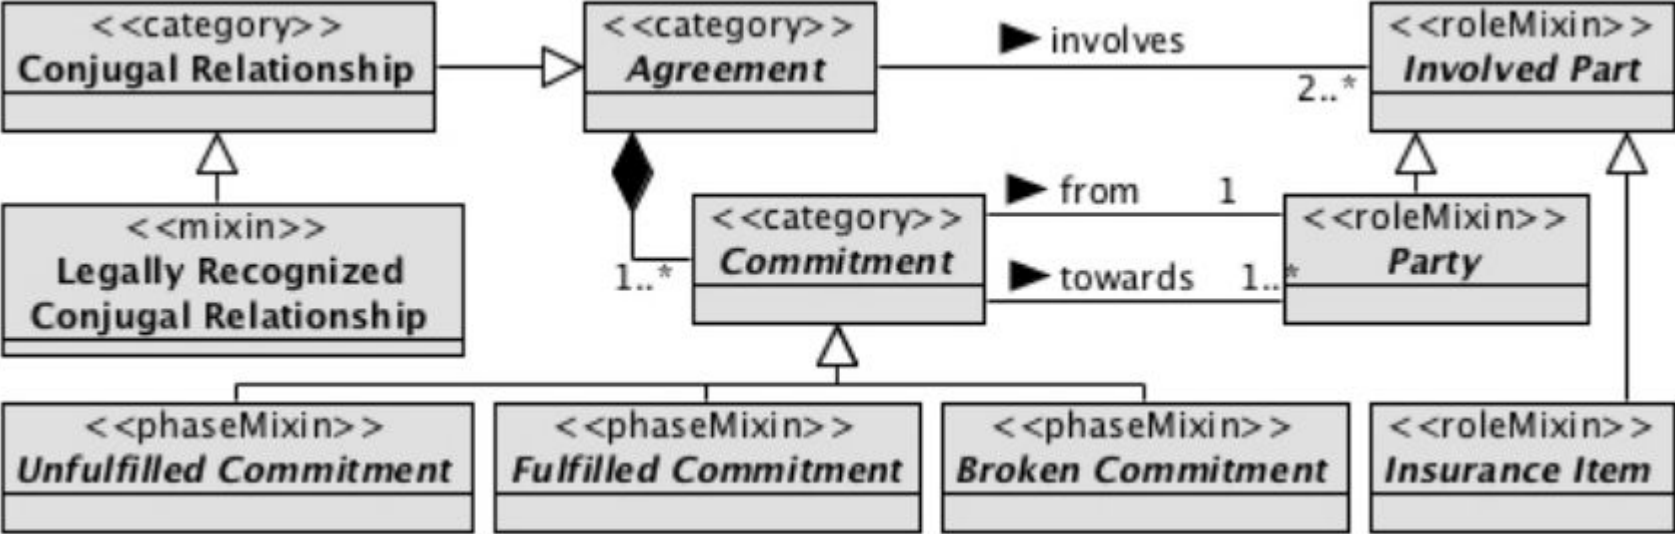 <<category>>
Conjugal Relationship
<<category>>
Agreement
involves
2..*
<<roleMixin>>
Involved Part
<<mixin>>
Legally Recognized
Conjugal Relationship
1..*
<<category>>
Commitment
from 1
towards 1..*
<<roleMixin>>
Party
<<phaseMixin>>
Unfulfilled Commitment
<<phaseMixin>>
Fulfilled Commitment
<<phaseMixin>>
Broken Commitment
<<roleMixin>>
Insurance Item